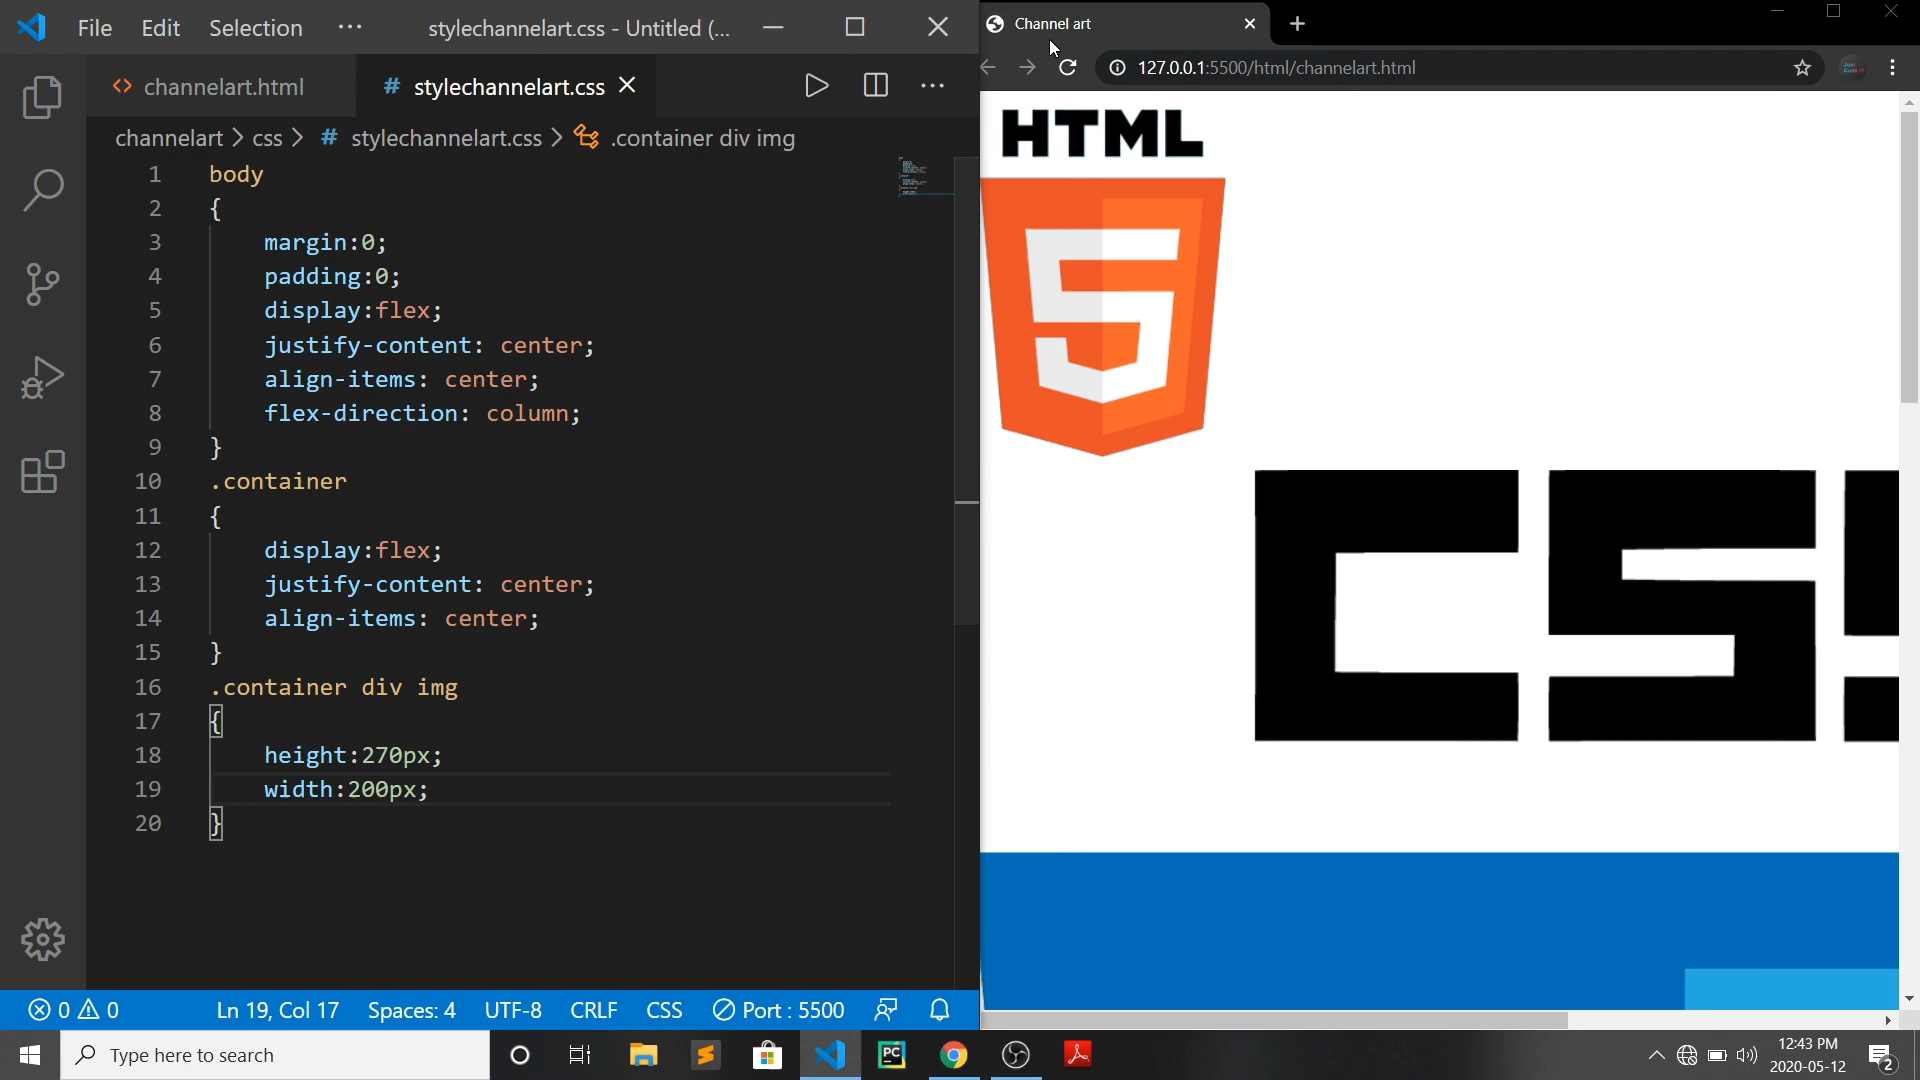 File Edit Selection ··· stylechannelart.css - Untitled (...
channelart.html
# stylechannelart.css
channelart > css > # stylechannelart.css > .container div img
1 body
2 {
3 margin:0;
4 padding:0;
5 display:flex;
6 justify-content: center;
7 align-items: center;
8 flex-direction: column;
9 }
10 .container
11 {
12 display:flex;
13 justify-content: center;
14 align-items: center;
15 }
16 .container div img
17 {
18 height:270px;
19 width:200px;
20 }
0 0 Ln 19, Col 17 Spaces: 4 UTF-8 CRLF CSS Port : 5500
Channel art
127.0.0.1:5500/html/channelart.html
HTML
5
CS
Type here to search
PC
12:43 PM
2020-05-12
2